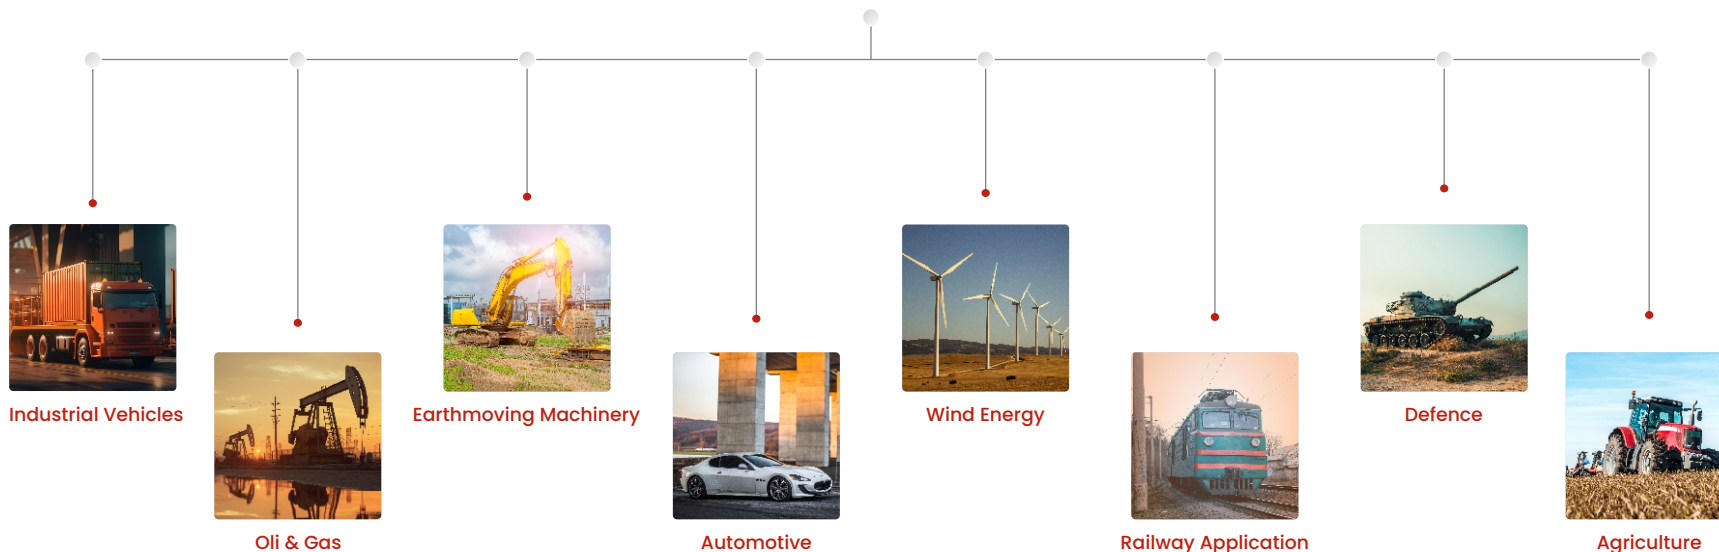 Industrial Vehicles
Oli & Gas
Earthmoving Machinery
Automotive
Wind Energy
Railway Application
Defence
Agriculture